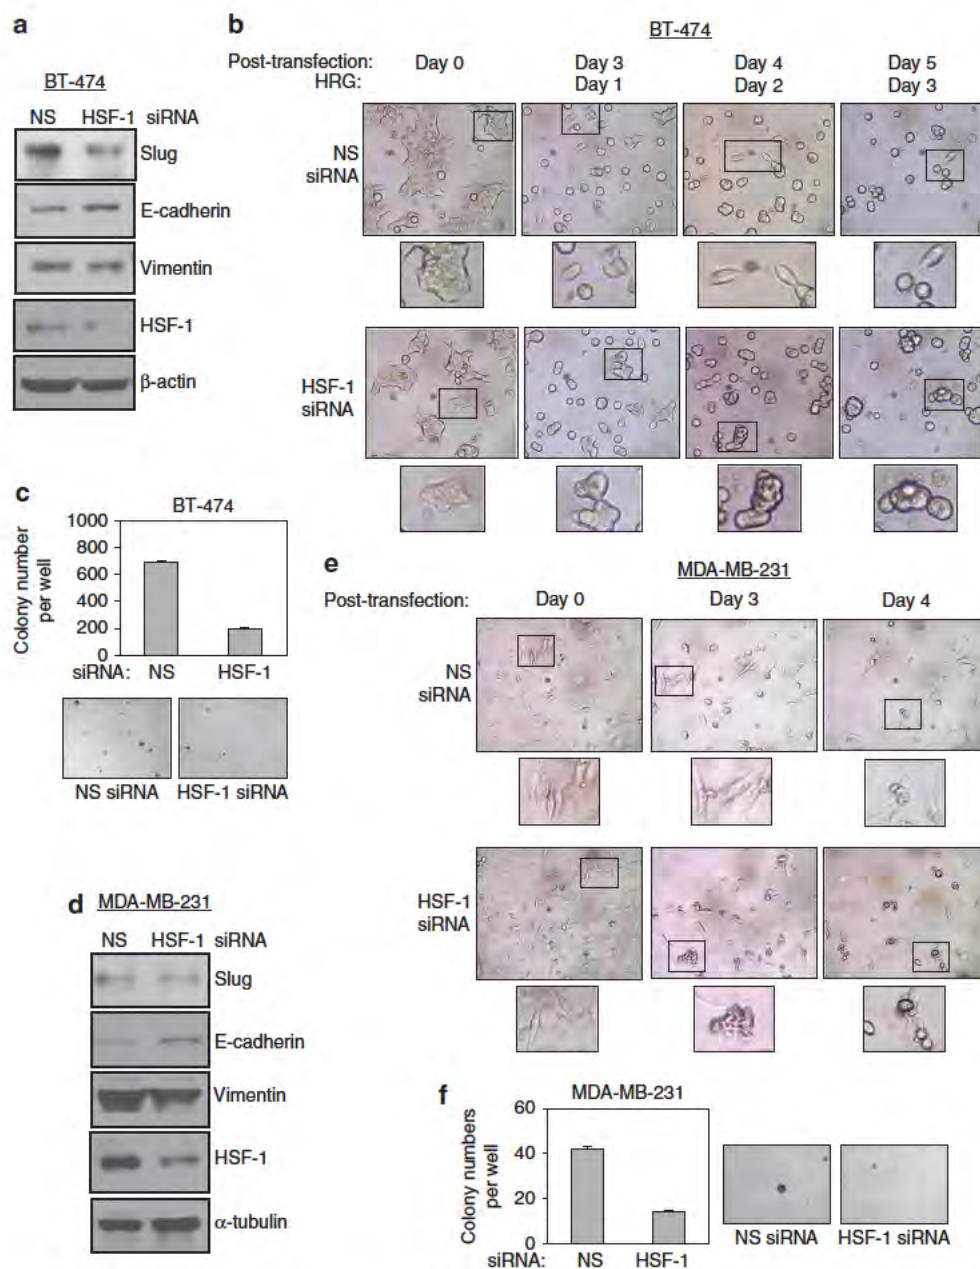 a
BT-474
NS HSF-1 siRNA
Slug
E-cadherin
Vimentin
HSF-1
β-actin
b
BT-474
Post-transfection: Day 0 Day 3 Day 4 Day 5
HRG: Day 1 Day 2 Day 3
NS
siRNA
HSF-1
siRNA
c
BT-474
Colony number
per well
1000
800
600
400
200
0
siRNA: NS HSF-1
NS siRNA HSF-1 siRNA
d
MDA-MB-231
NS HSF-1 siRNA
Slug
E-cadherin
Vimentin
HSF-1
α-tubulin
e
MDA-MB-231
Post-transfection: Day 0 Day 3 Day 4
NS
siRNA
HSF-1
siRNA
f
MDA-MB-231
Colony numbers
per well
60
40
20
0
siRNA: NS HSF-1
NS siRNA HSF-1 siRNA